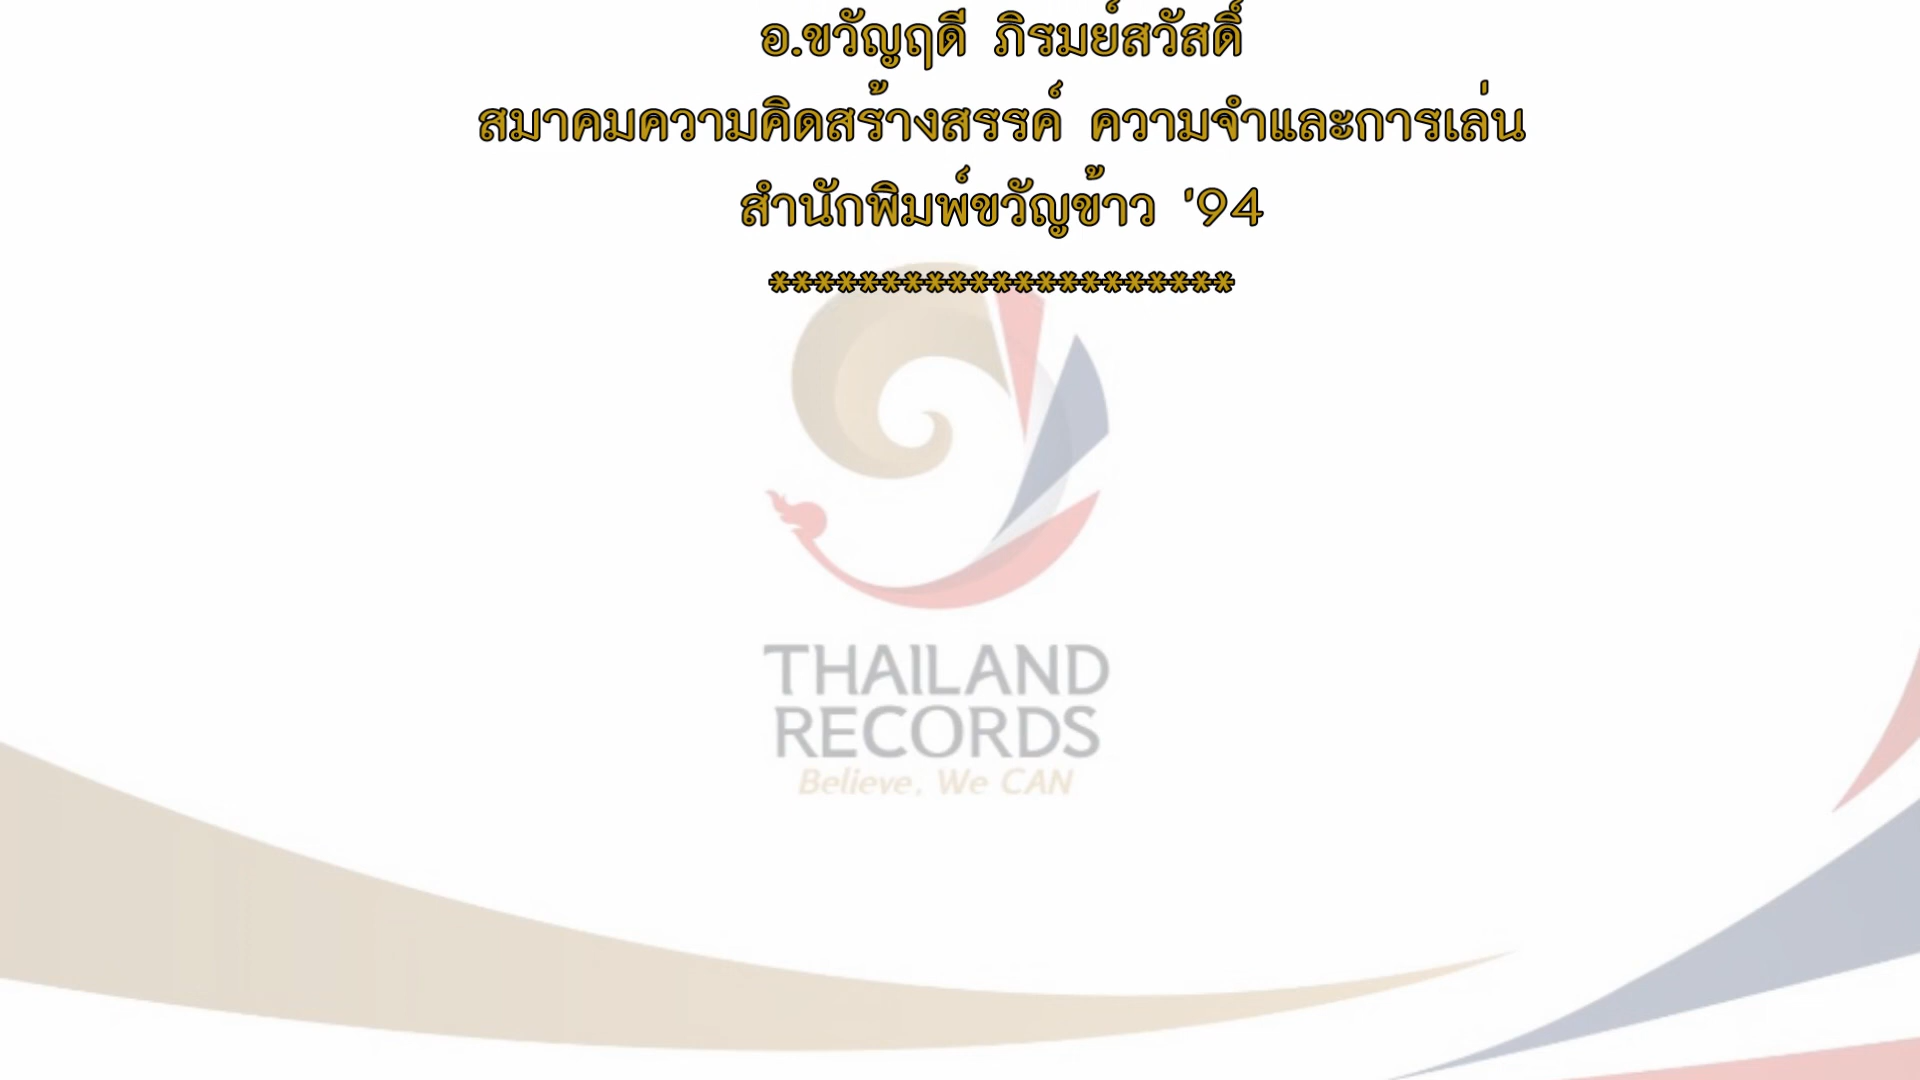 อ.ขวัญฤดี ภิรมย์สวัสดิ์
สมาคมความคิดสร้างสรรค์ ความจำและการเล่น
สำนักพิมพ์ขวัญข้าว '94
*********************
THAILAND
RECORDS
Believe, We CAN